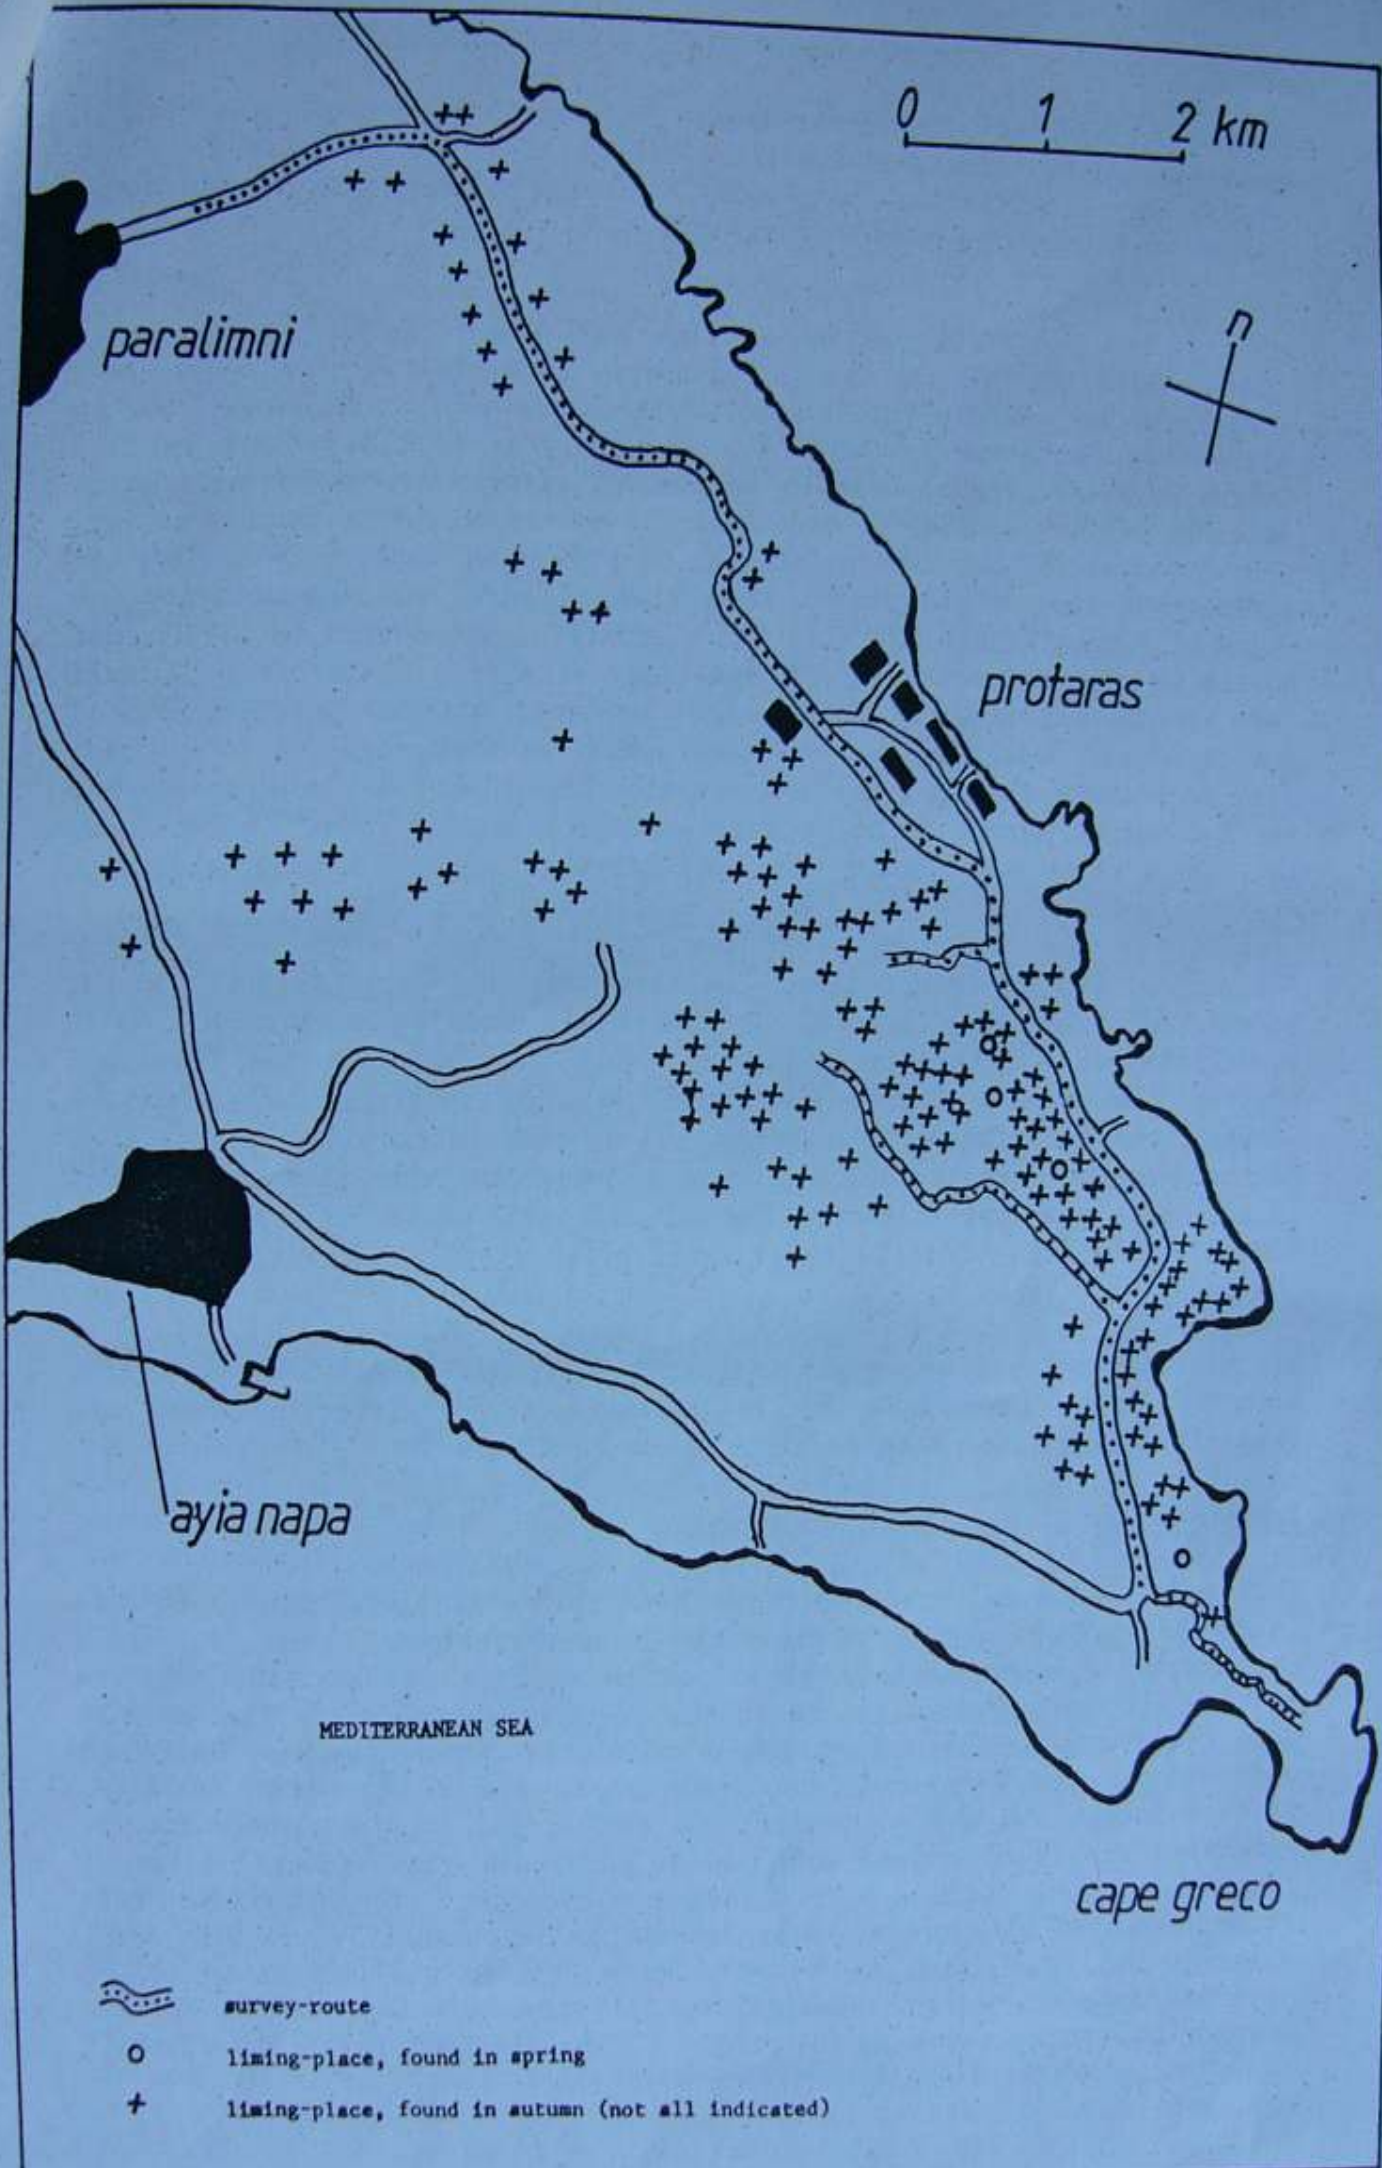 0 1 2 km
n
paralimni
protaras
ayia napa
MEDITERRANEAN SEA
cape greco
survey-route
liming-place, found in spring
liming-place, found in autumn (not all indicated)